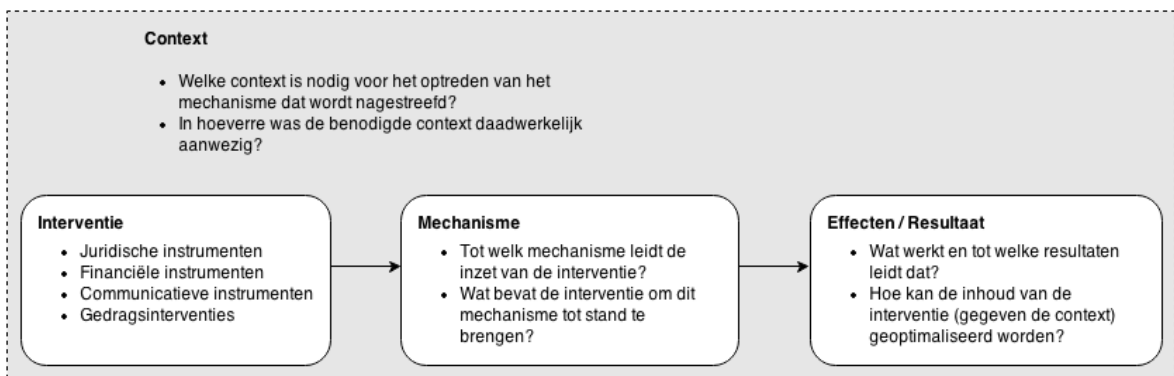 Context
• Welke context is nodig voor het optreden van het
mechanisme dat wordt nagestreefd?
• In hoeverre was de benodigde context daadwerkelijk
aanwezig?
Interventie
• Juridische instrumenten
• Financiële instrumenten
• Communicatieve instrumenten
• Gedragsinterventies
Mechanisme
• Tot welk mechanisme leidt de
inzet van de interventie?
• Wat bevat de interventie om dit
mechanisme tot stand te
brengen?
Effecten / Resultaat
• Wat werkt en tot welke resultaten
leidt dat?
• Hoe kan de inhoud van de
interventie (gegeven de context)
geoptimaliseerd worden?